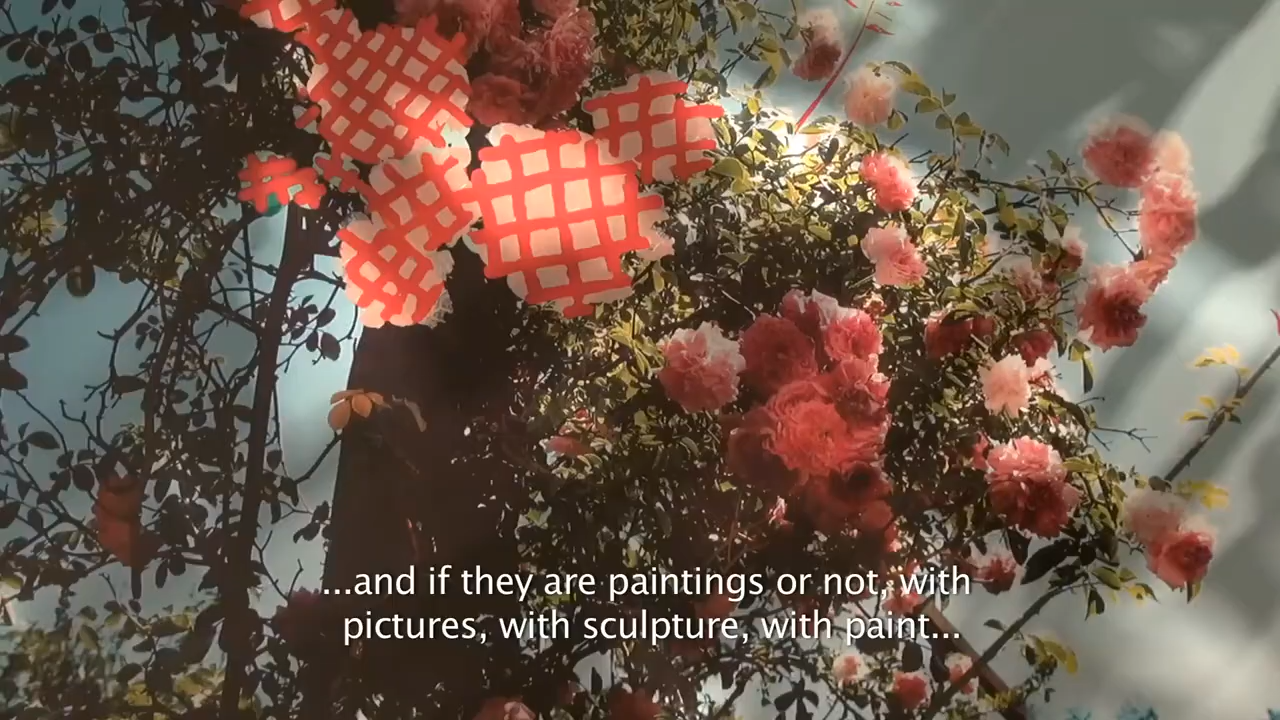 ...and if they are paintings or not, with
pictures, with sculpture, with paint...